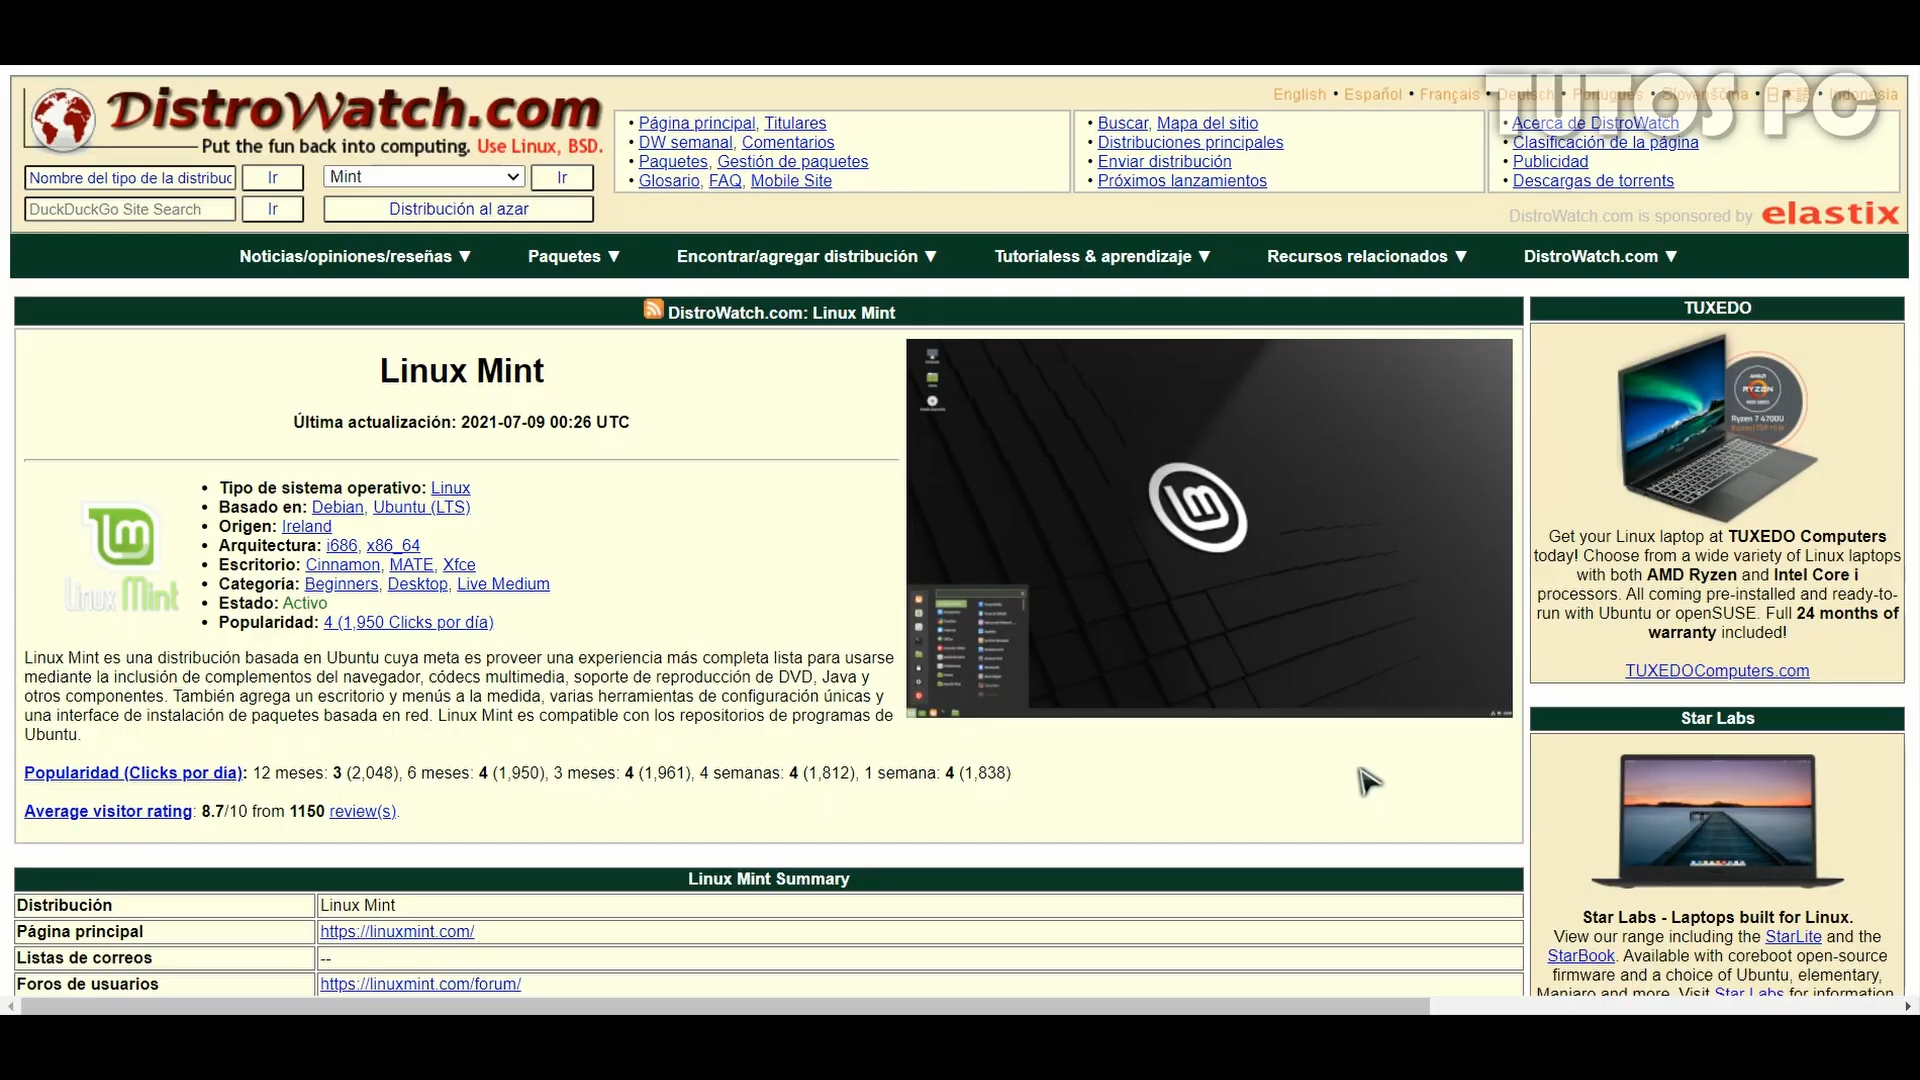 TUTOS PC
DistroWatch.com
Put the fun back into computing. Use Linux, BSD.
English • Español • Français • Deutsch • Português • Slovenščina • 日本語 • Indonesia
Nombre del tipo de la distribuc Ir Mint Ir
DuckDuckGo Site Search Ir Distribución al azar
• Página principal, Titulares
• DW semanal, Comentarios
• Paquetes, Gestión de paquetes
• Glosario, FAQ, Mobile Site
• Buscar, Mapa del sitio
• Distribuciones principales
• Enviar distribución
• Próximos lanzamientos
• Acerca de DistroWatch
• Clasificación de la página
• Publicidad
• Descargas de torrents
DistroWatch.com is sponsored by elastix
Noticias/opiniones/reseñas ▼ Paquetes ▼ Encontrar/agregar distribución ▼ Tutorialess & aprendizaje ▼ Recursos relacionados ▼ DistroWatch.com ▼
DistroWatch.com: Linux Mint
Linux Mint
Última actualización: 2021-07-09 00:26 UTC
Linux Mint
• Tipo de sistema operativo: Linux
• Basado en: Debian, Ubuntu (LTS)
• Origen: Ireland
• Arquitectura: i686, x86_64
• Escritorio: Cinnamon, MATE, Xfce
• Categoría: Beginners, Desktop, Live Medium
• Estado: Activo
• Popularidad: 4 (1,950 Clicks por día)
Linux Mint es una distribución basada en Ubuntu cuya meta es proveer una experiencia más completa lista para usarse
mediante la inclusión de complementos del navegador, códecs multimedia, soporte de reproducción de DVD, Java y
otros componentes. También agrega un escritorio y menús a la medida, varias herramientas de configuración únicas y
una interface de instalación de paquetes basada en red. Linux Mint es compatible con los repositorios de programas de
Ubuntu.
Popularidad (Clicks por día): 12 meses: 3 (2,048), 6 meses: 4 (1,950), 3 meses: 4 (1,961), 4 semanas: 4 (1,812), 1 semana: 4 (1,838)
Average visitor rating: 8.7/10 from 1150 review(s).
Linux Mint Summary
Distribución Linux Mint
Página principal https://linuxmint.com/
Listas de correos --
Foros de usuarios https://linuxmint.com/forum/
TUXEDO
AMD
RYZEN
Ryzen 7 4700U
Get your Linux laptop at TUXEDO Computers
today! Choose from a wide variety of Linux laptops
with both AMD Ryzen and Intel Core i
processors. All coming pre-installed and ready-to-
run with Ubuntu or openSUSE. Full 24 months of
warranty included!
TUXEDOComputers.com
Star Labs
Star Labs - Laptops built for Linux.
View our range including the StarLite and the
StarBook. Available with coreboot open-source
firmware and a choice of Ubuntu, elementary,
Manjaro and more. Visit Star Labs for information